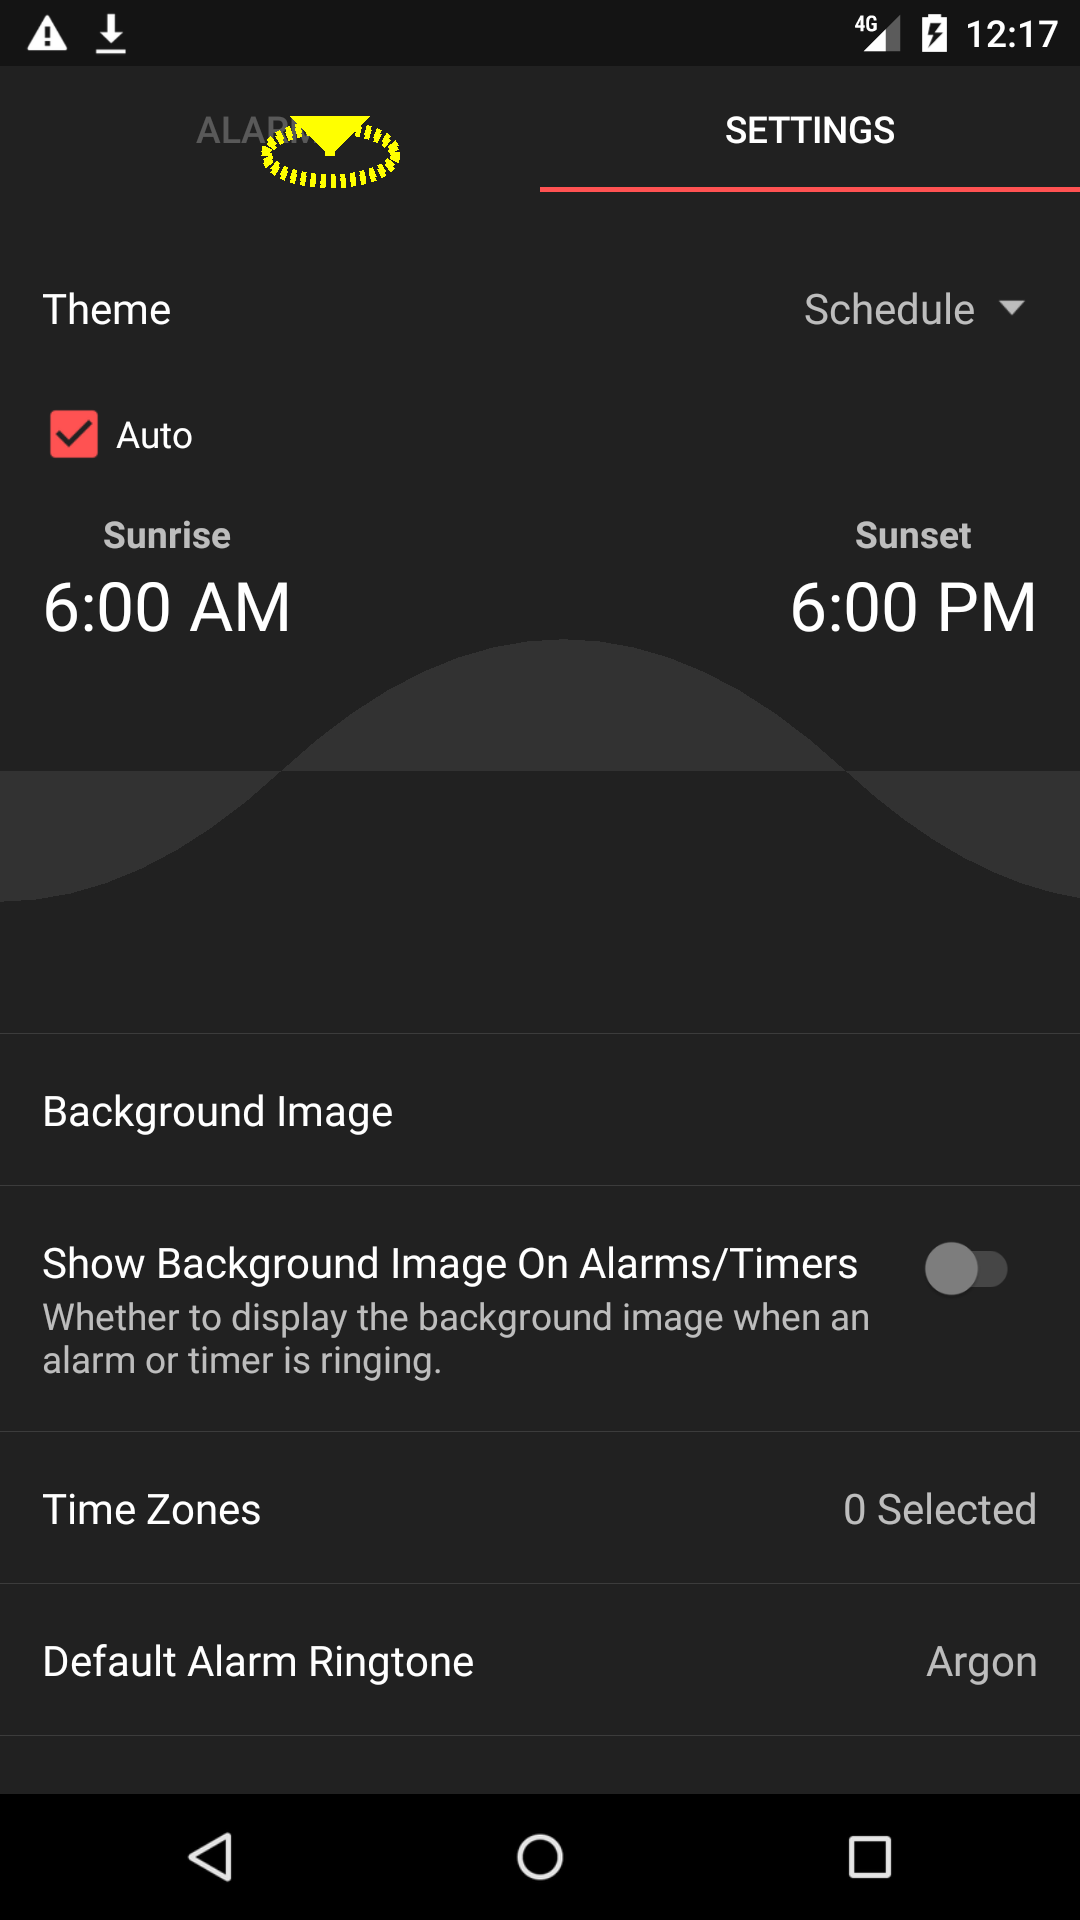 4G 12:17
SETTINGS
Theme Schedule
Auto
Sunrise Sunset
6:00 AM 6:00 PM
Background Image
Show Background Image On Alarms/Timers
Whether to display the background image when an
alarm or timer is ringing.
Time Zones 0 Selected
Default Alarm Ringtone Argon